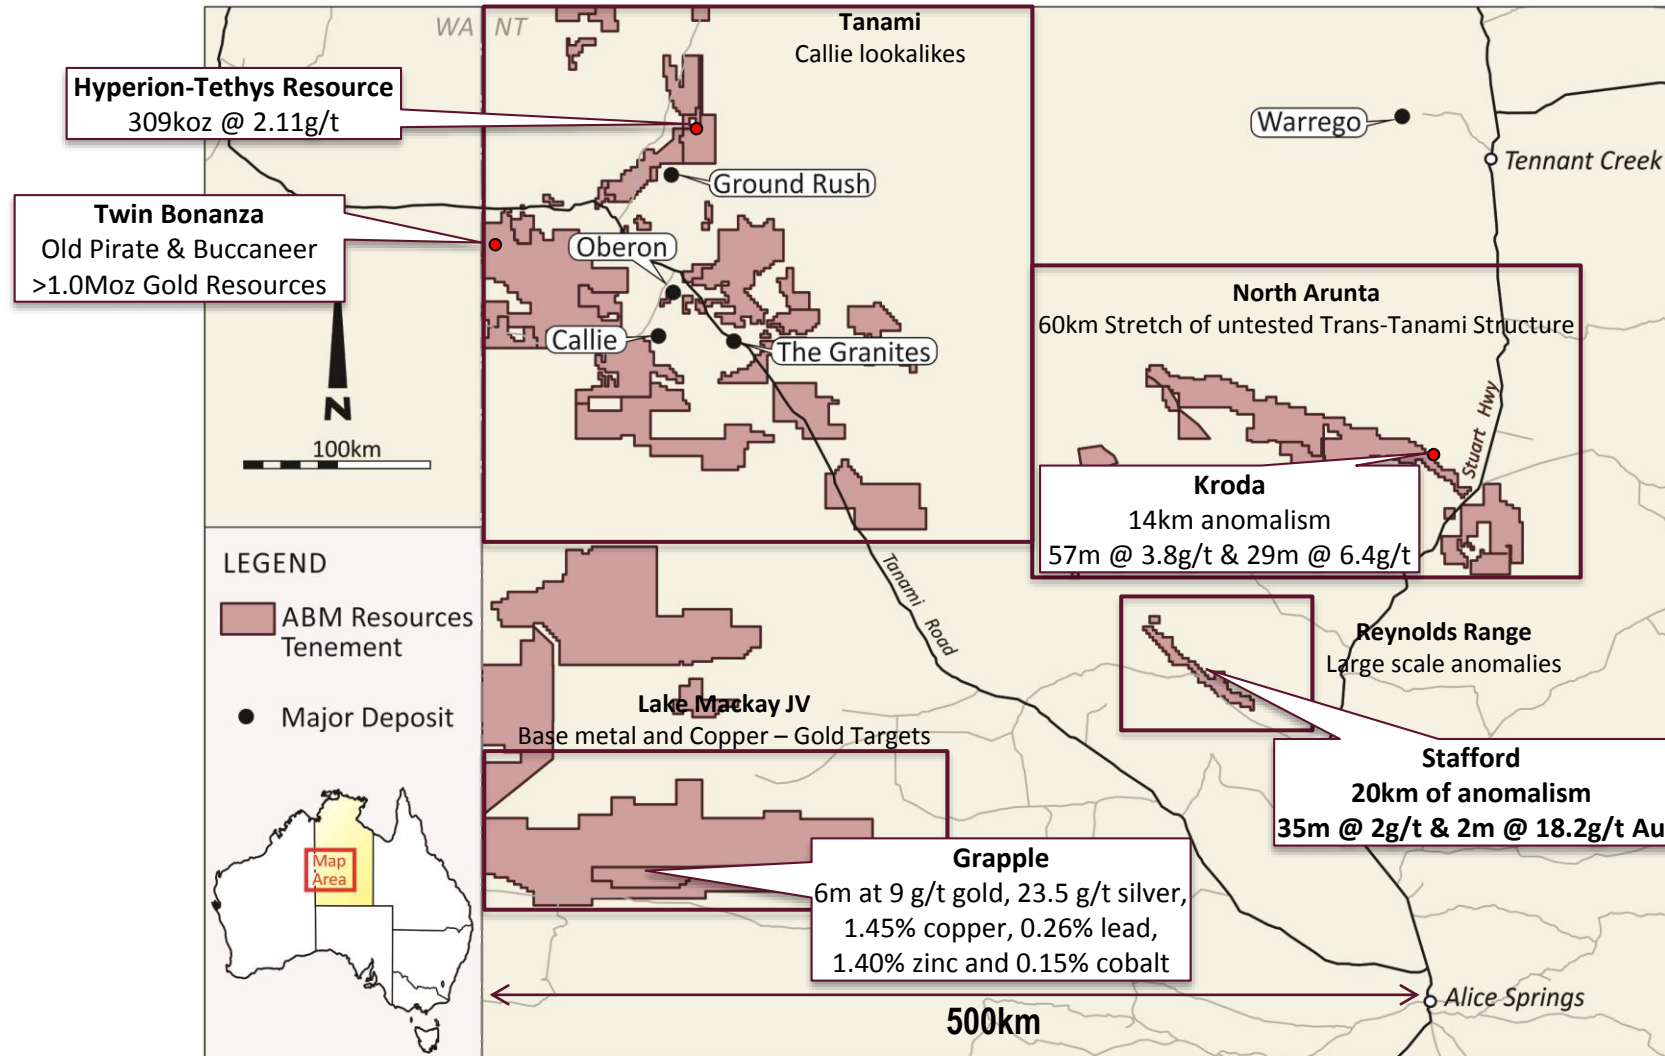 WA NT
Tanami
Callie lookalikes
Hyperion-Tethys Resource
309koz @ 2.11g/t
Warrego
Tennant Creek
Ground Rush
Twin Bonanza
Old Pirate & Buccaneer
>1.0Moz Gold Resources
Oberon
Callie
The Granites
North Arunta
60km Stretch of untested Trans-Tanami Structure
N
100km
Stuart Hwy
Kroda
14km anomalism
57m @ 3.8g/t & 29m @ 6.4g/t
LEGEND
ABM Resources
Tenement
Major Deposit
Tanami Road
Reynolds Range
Large scale anomalies
Lake Mackay JV
Base metal and Copper – Gold Targets
Stafford
20km of anomalism
35m @ 2g/t & 2m @ 18.2g/t Au
Map
Area
Grapple
6m at 9 g/t gold, 23.5 g/t silver,
1.45% copper, 0.26% lead,
1.40% zinc and 0.15% cobalt
Alice Springs
500km